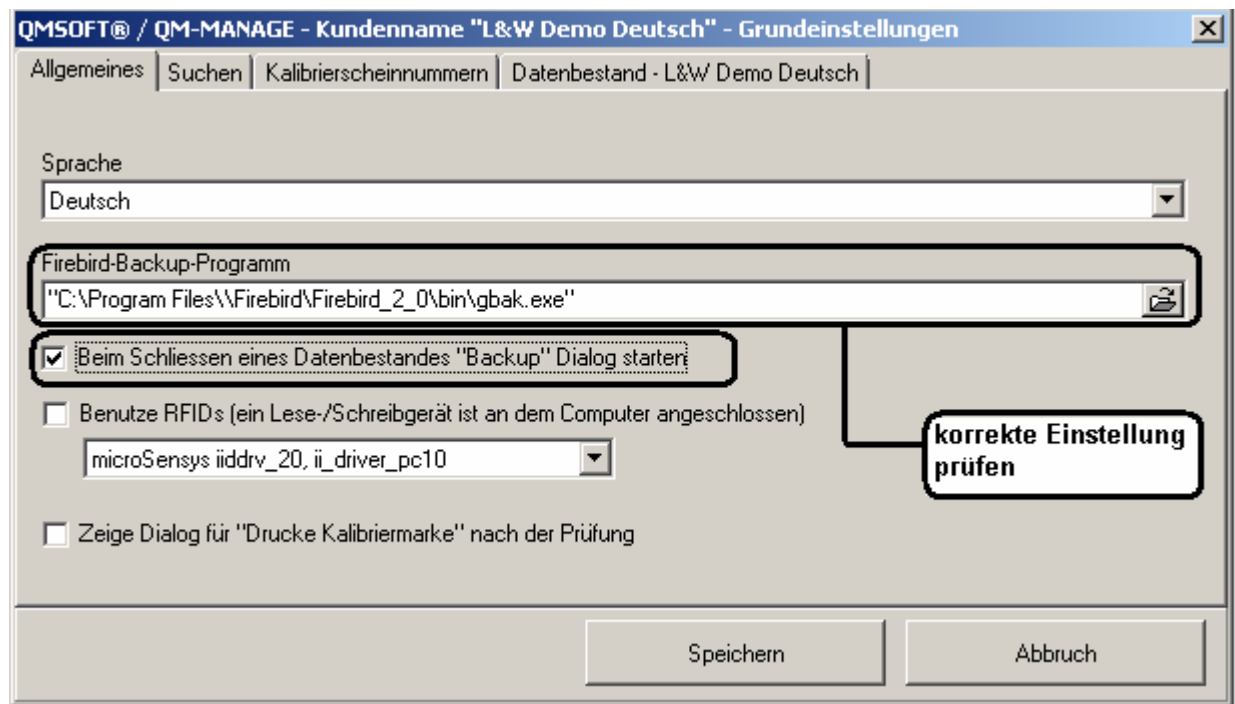 QMSOFT® / QM-MANAGE - Kundenname "L&W Demo Deutsch" - Grundeinstellungen
Allgemeines Suchen Kalibrierscheinnummern Datenbestand - L&W Demo Deutsch
Sprache
Deutsch
Firebird-Backup-Programm
"C:\Program Files\\Firebird\Firebird_2_0\bin\gbak.exe"
Beim Schliessen eines Datenbestandes "Backup" Dialog starten
Benutze RFIDs (ein Lese-/Schreibgerät ist an dem Computer angeschlossen)
microSensys iiddrv_20, ii_driver_pc10
korrekte Einstellung
prüfen
Zeige Dialog für "Drucke Kalibriermarke" nach der Prüfung
Speichern Abbruch